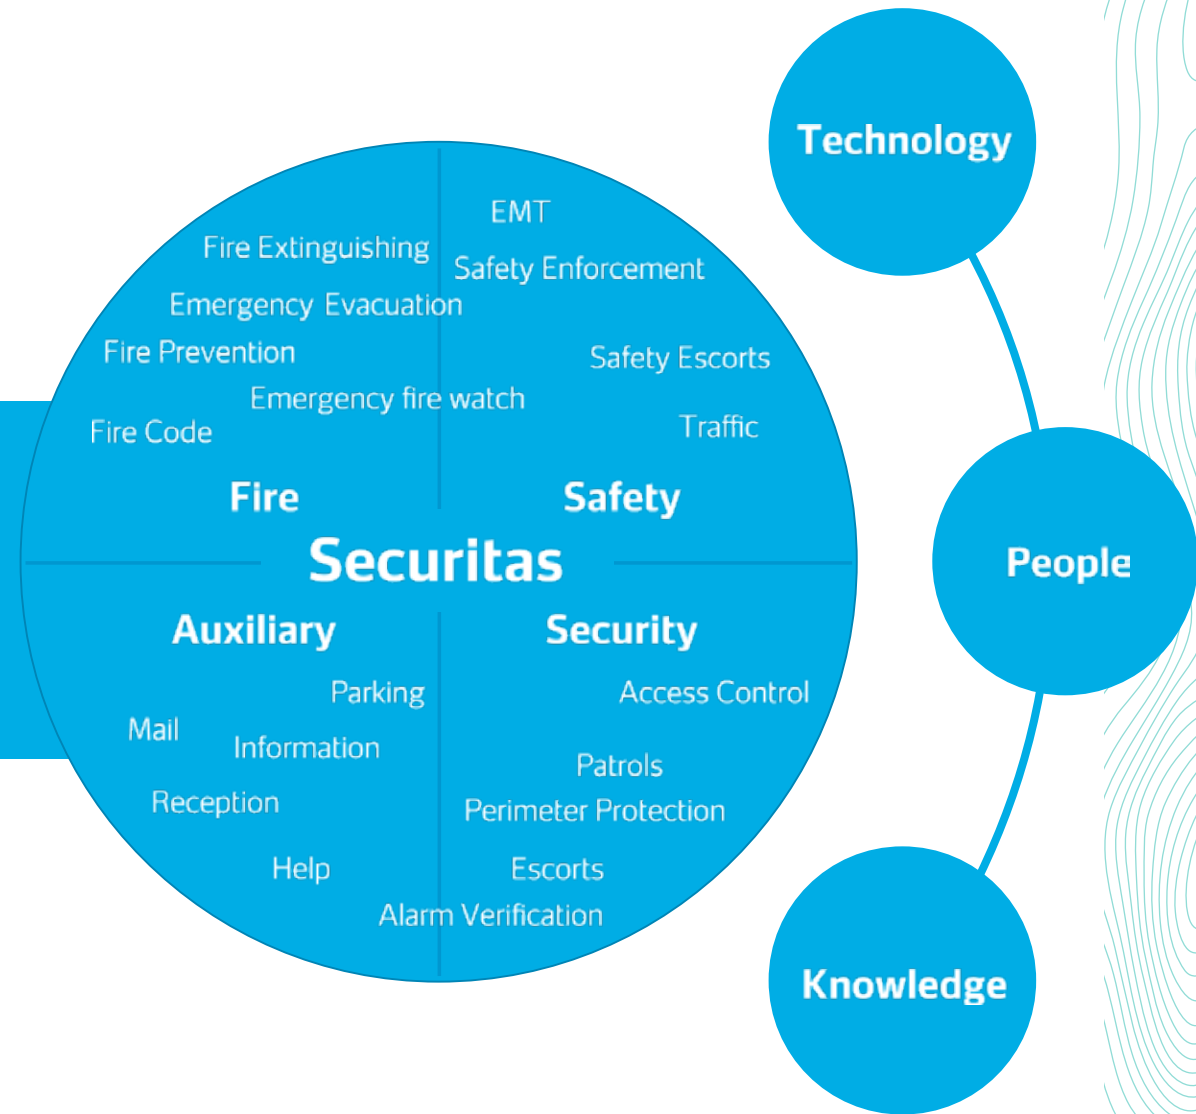 Technology
EMT
Fire Extinguishing
Safety Enforcement
Emergency Evacuation
Fire Prevention
Safety Escorts
Emergency fire watch
Traffic
Fire Code
Fire
Safety
Securitas
People
Auxiliary
Security
Parking
Access Control
Mail
Information
Patrols
Reception
Perimeter Protection
Help
Escorts
Alarm Verification
Knowledge